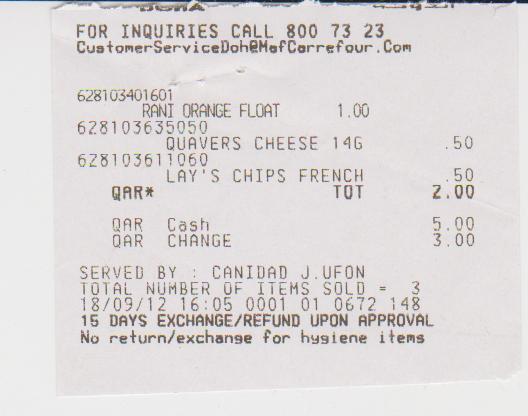 FOR INQUIRIES CALL 800 73 23
CustomerServiceDoh@MafCarrefour.Com
628103401601
RANI ORANGE FLOAT 1.00
628103635050
QUAVERS CHEESE 14G .50
628103611060
LAY'S CHIPS FRENCH .50
QAR* TOT 2.00
QAR Cash 5.00
QAR CHANGE 3.00
SERVED BY : CANIDAD J.UFON
TOTAL NUMBER OF ITEMS SOLD = 3
18/09/12 16:05 0001 01 0672 148
15 DAYS EXCHANGE/REFUND UPON APPROVAL
No return/exchange for hygiene items